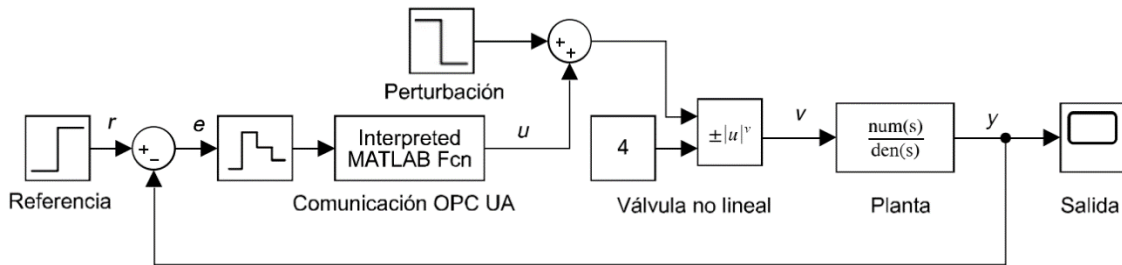 Perturbación
+
+
r
e
u
v
y
+
-
Interpreted
MATLAB Fcn
4
±|u|ᵛ
num(s)
den(s)
Referencia
Comunicación OPC UA
Válvula no lineal
Planta
Salida